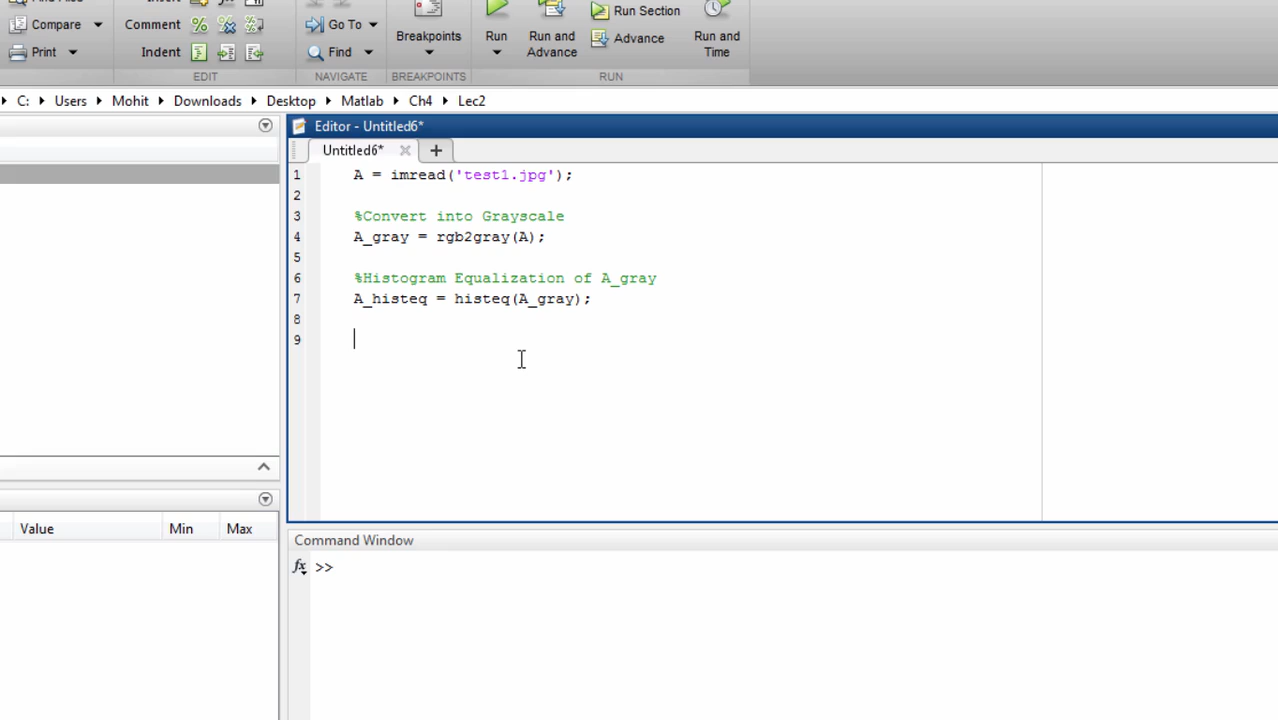 Compare
Comment
Go To
Breakpoints
Run
Run and Advance
Run Section
Advance
Run and Time
Print
Indent
Find
EDIT
NAVIGATE
BREAKPOINTS
RUN
C: Users Mohit Downloads Desktop Matlab Ch4 Lec2
Editor - Untitled6*
Untitled6*
1 A = imread('test1.jpg');
2
3 %Convert into Grayscale
4 A_gray = rgb2gray(A);
5
6 %Histogram Equalization of A_gray
7 A_histeq = histeq(A_gray);
8
9
Value Min Max
Command Window
fx >>